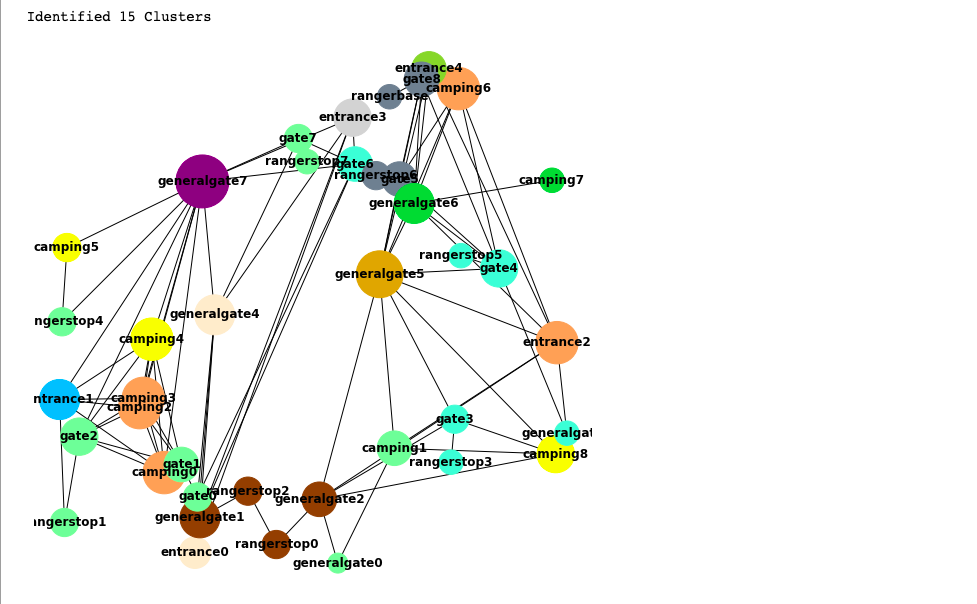 Identified 15 Clusters
entrance4
gate8
camping6
rangerbase
entrance3
gate7
rangerstop7
gate6
rangerstop6
gate5
generalgate7
camping7
generalgate6
camping5
rangerstop5
gate4
generalgate5
generalgate4
ngerstop4
camping4
entrance2
camping3
ntrance1
camping2
gate3
generalgat
gate2
camping1
camping8
gate1
rangerstop3
camping0
rangerstop2
gate0
generalgate2
generalgate1
angerstop1
rangerstop0
entrance0
generalgate0